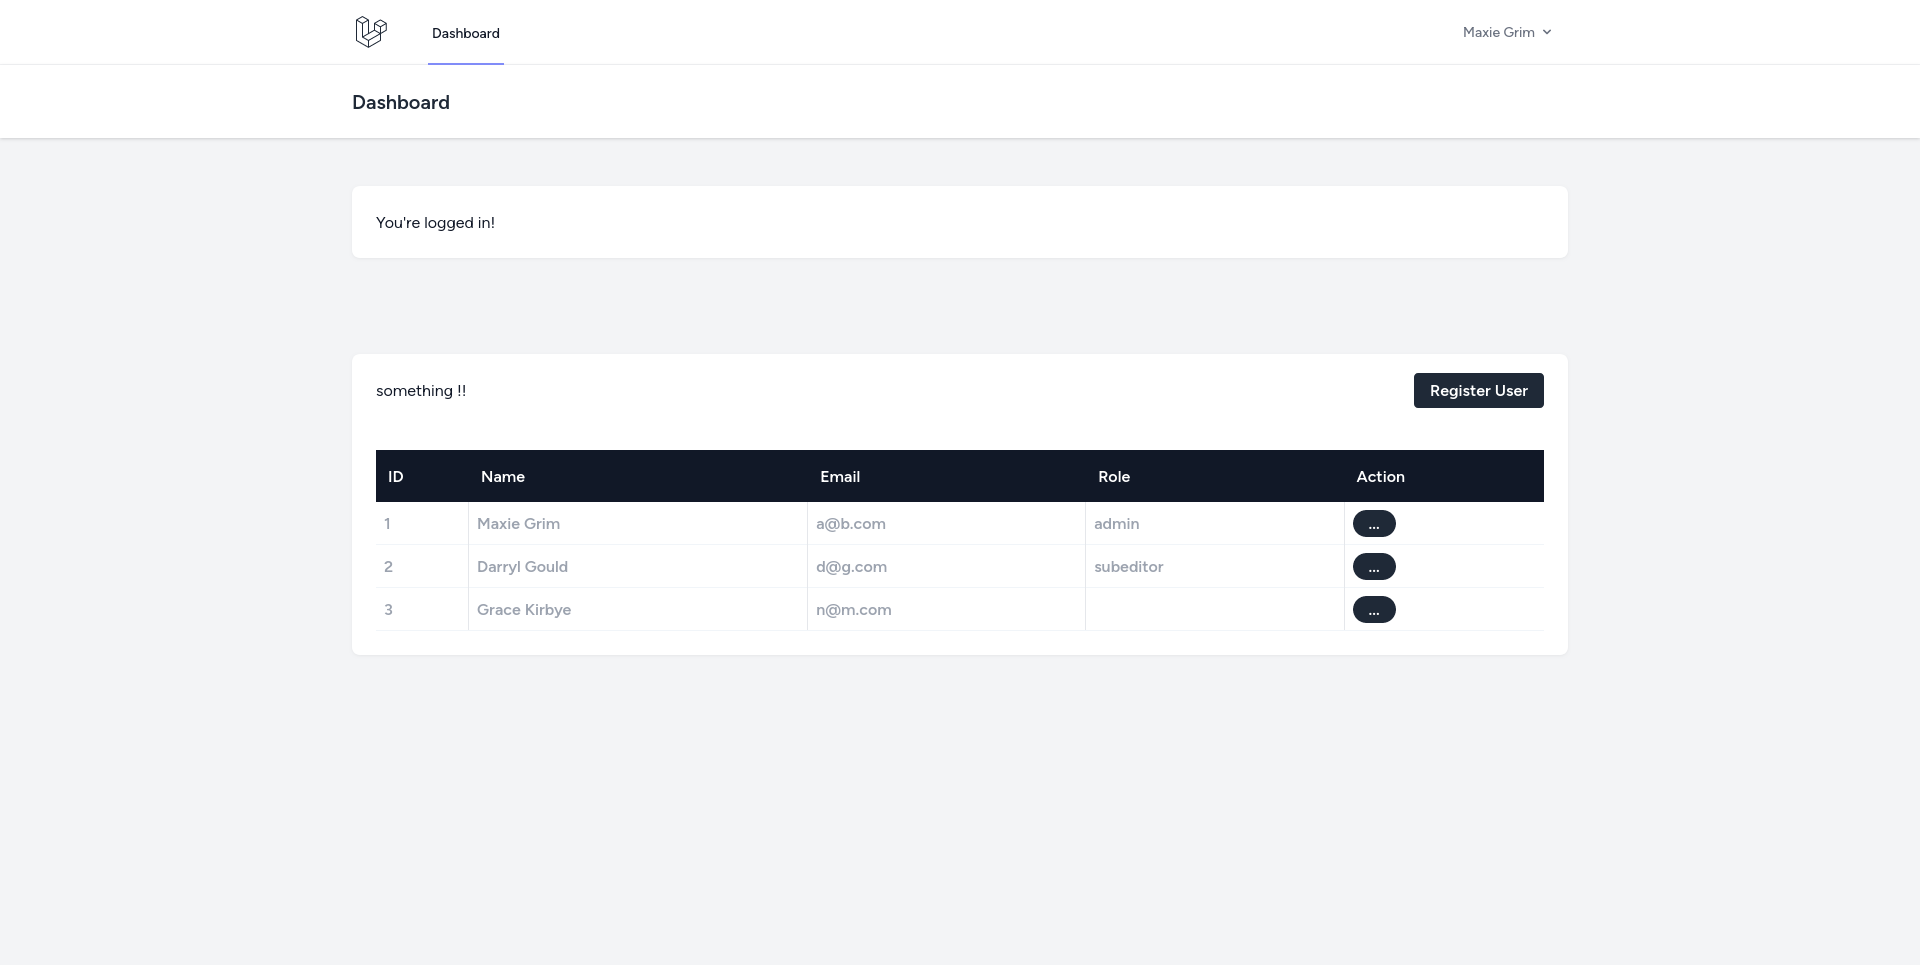 Dashboard
Maxie Grim
Dashboard
You're logged in!
something !!
Register User
ID Name Email Role Action
1 Maxie Grim a@b.com admin ...
2 Darryl Gould d@g.com subeditor ...
3 Grace Kirbye n@m.com ...